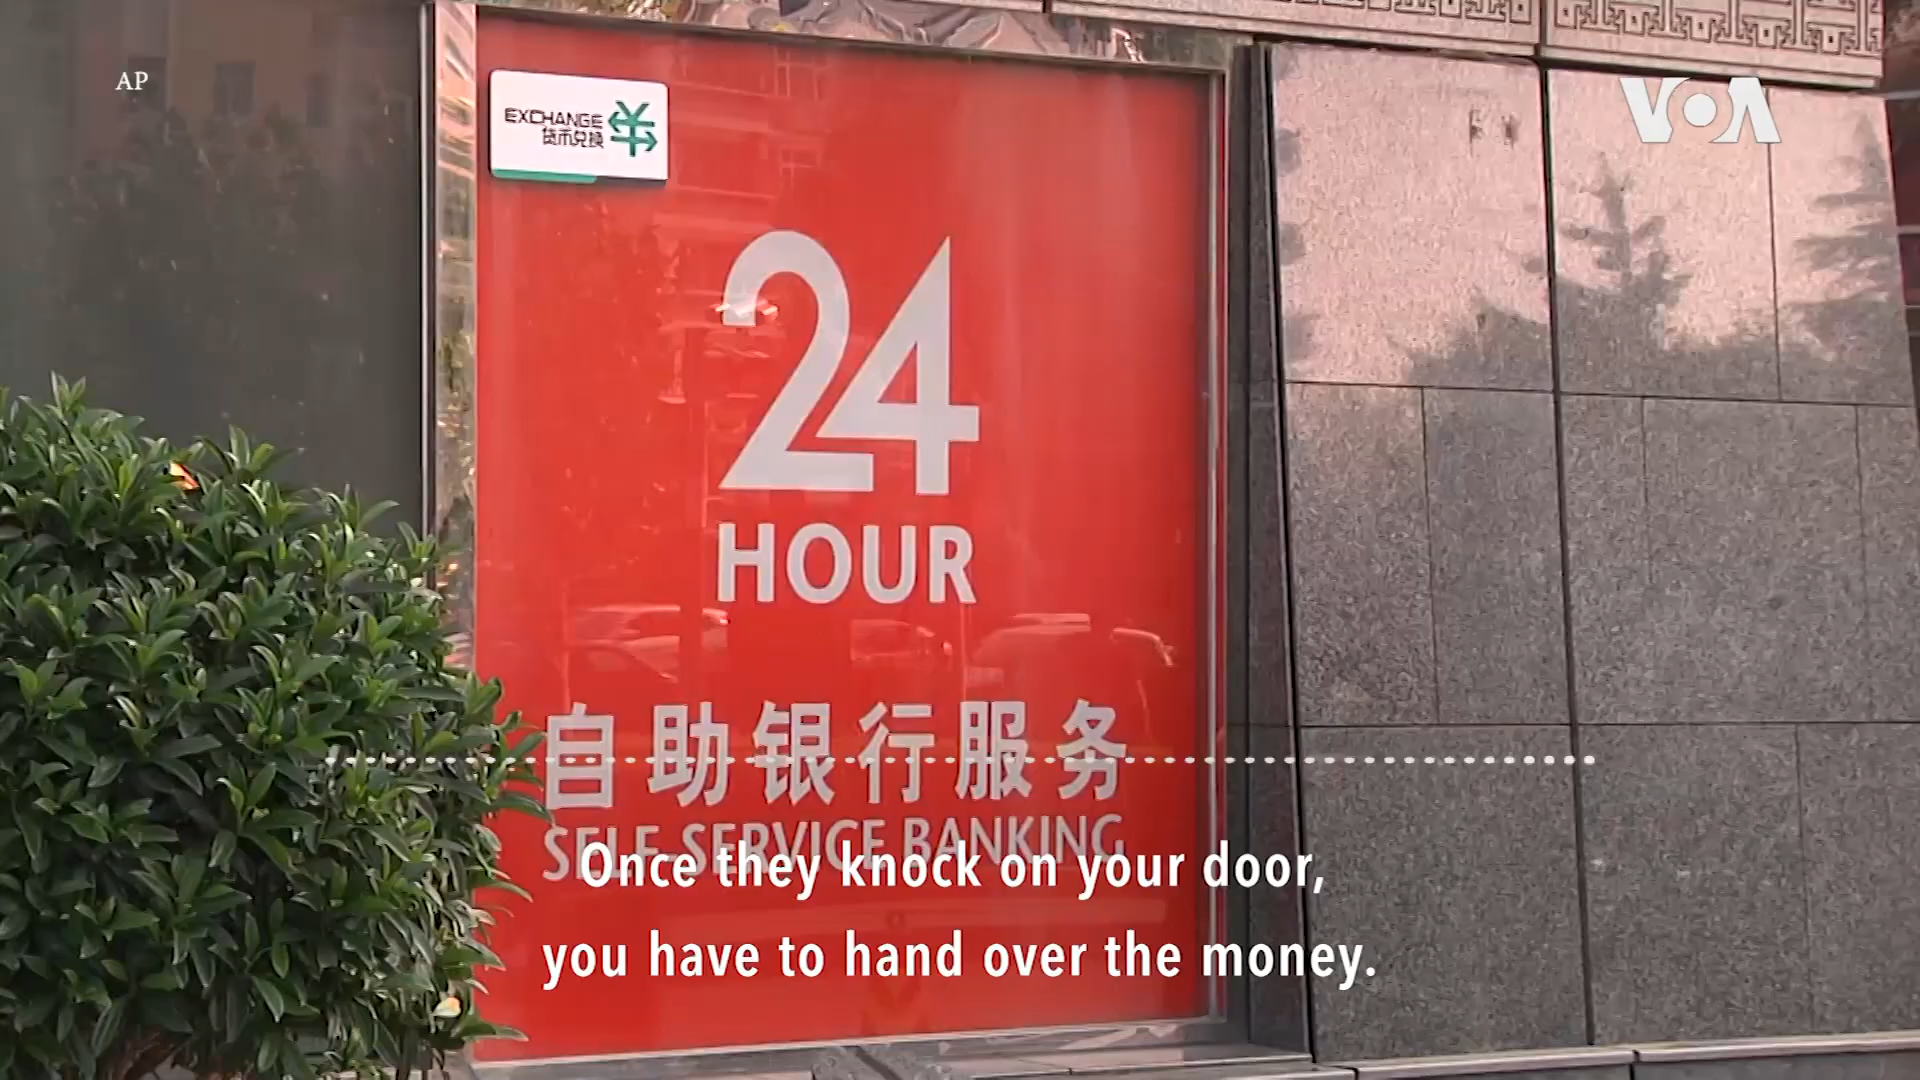 AP
VOA
EXCHANGE
货币兑换
24
HOUR
自助银行服务
SELF-SERVICE BANKING
Once they knock on your door,
you have to hand over the money.